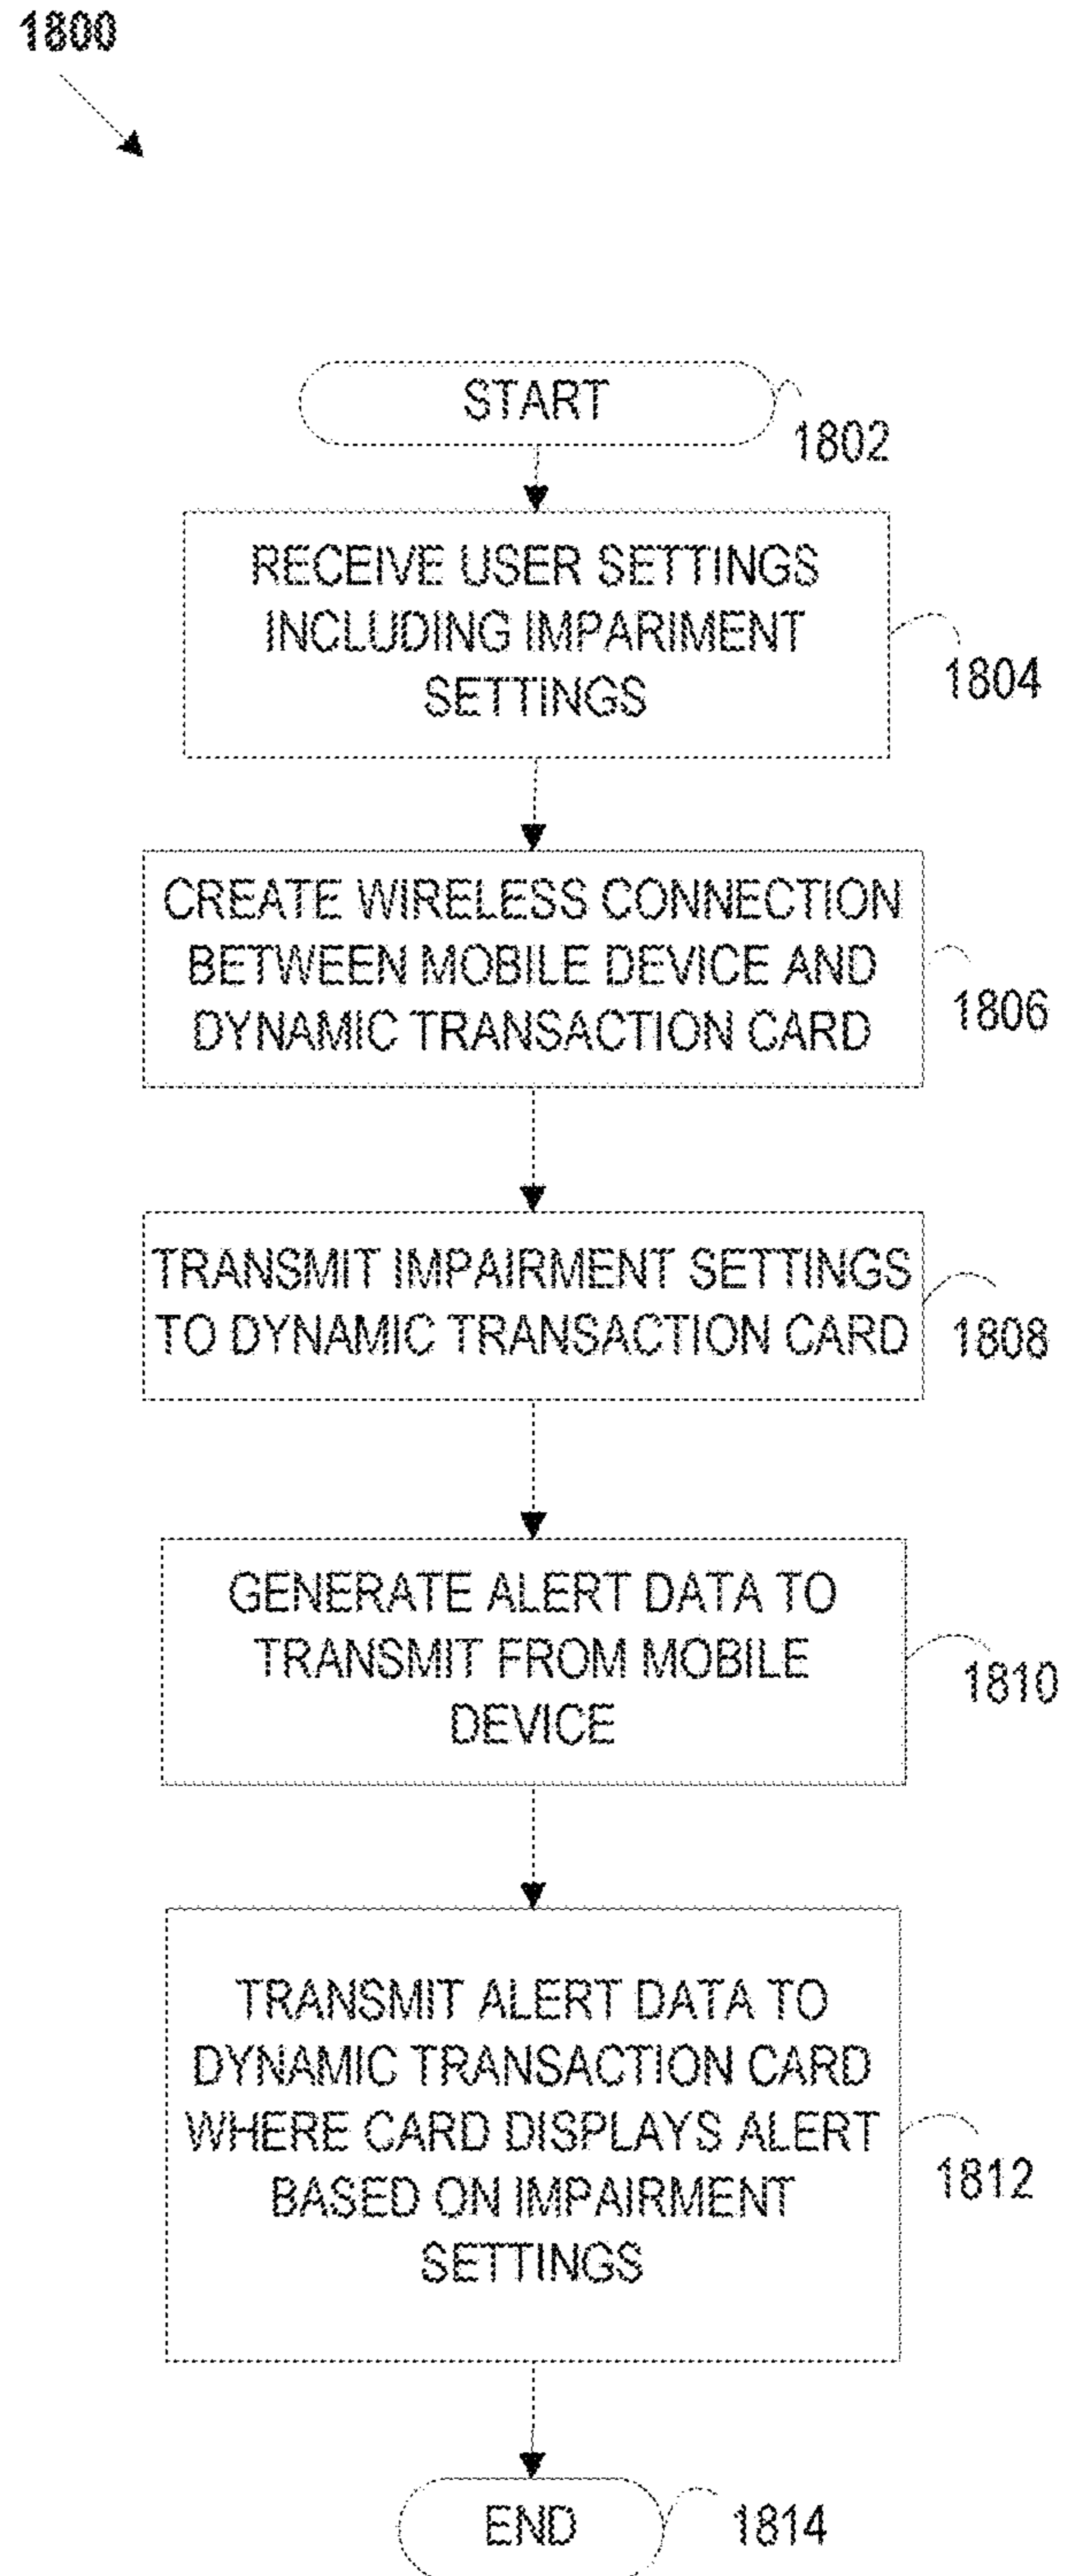 1800
START
1802
RECEIVE USER SETTINGS
INCLUDING IMPARIMENT
SETTINGS
1804
CREATE WIRELESS CONNECTION
BETWEEN MOBILE DEVICE AND
DYNAMIC TRANSACTION CARD
1806
TRANSMIT IMPAIRMENT SETTINGS
TO DYNAMIC TRANSACTION CARD
1808
GENERATE ALERT DATA TO
TRANSMIT FROM MOBILE
DEVICE
1810
TRANSMIT ALERT DATA TO
DYNAMIC TRANSACTION CARD
WHERE CARD DISPLAYS ALERT
BASED ON IMPAIRMENT
SETTINGS
1812
END
1814